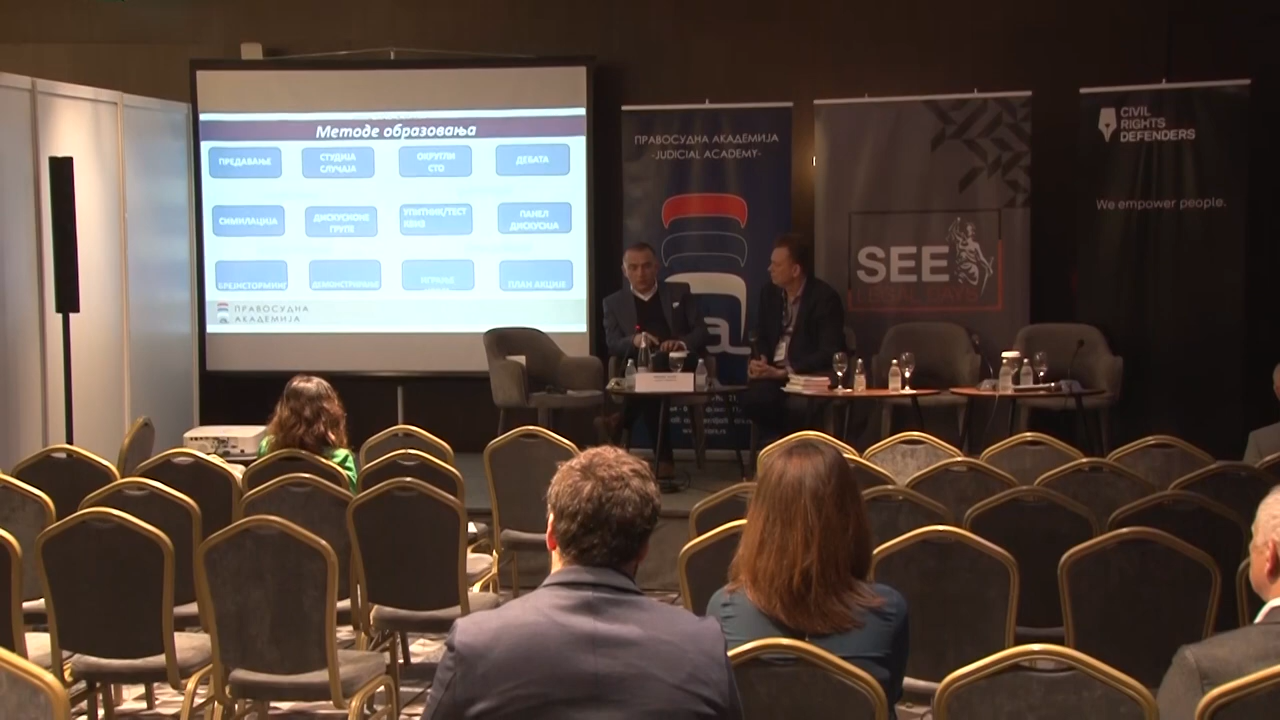 Методе образовања
ПРЕДАВАЊЕ
СТУДИЈА
СЛУЧАЈА
ОКРУГЛИ
СТО
ДЕБАТА
СИМУЛАЦИЈА
ДИСКУСИОНЕ
ГРУПЕ
УПИТНИК/ТЕСТ
КВИЗ
ПАНЕЛ
ДИСКУСИЈА
БРЕЈНСТОРМИНГ
ДЕМОНСТРИРАЊЕ
ИГРАЊЕ
ПЛАН АКЦИЈЕ
ПРАВОСУДНА
АКАДЕМИЈА
ПРАВОСУДНА АКАДЕМИЈА
-JUDICIAL ACADEMY-
SEE
CIVIL
RIGHTS
DEFENDERS
We empower people.